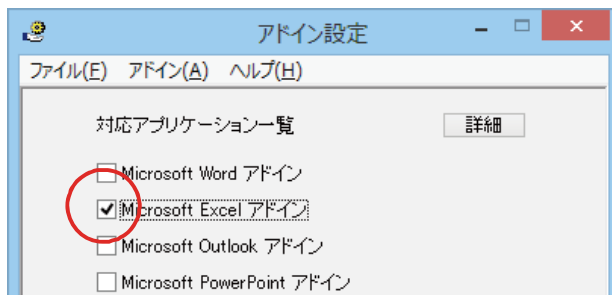 アドイン設定
ファイル(F) アドイン(A) ヘルプ(H)
対応アプリケーション一覧 詳細
Microsoft Word アドイン
Microsoft Excel アドイン
Microsoft Outlook アドイン
Microsoft PowerPoint アドイン